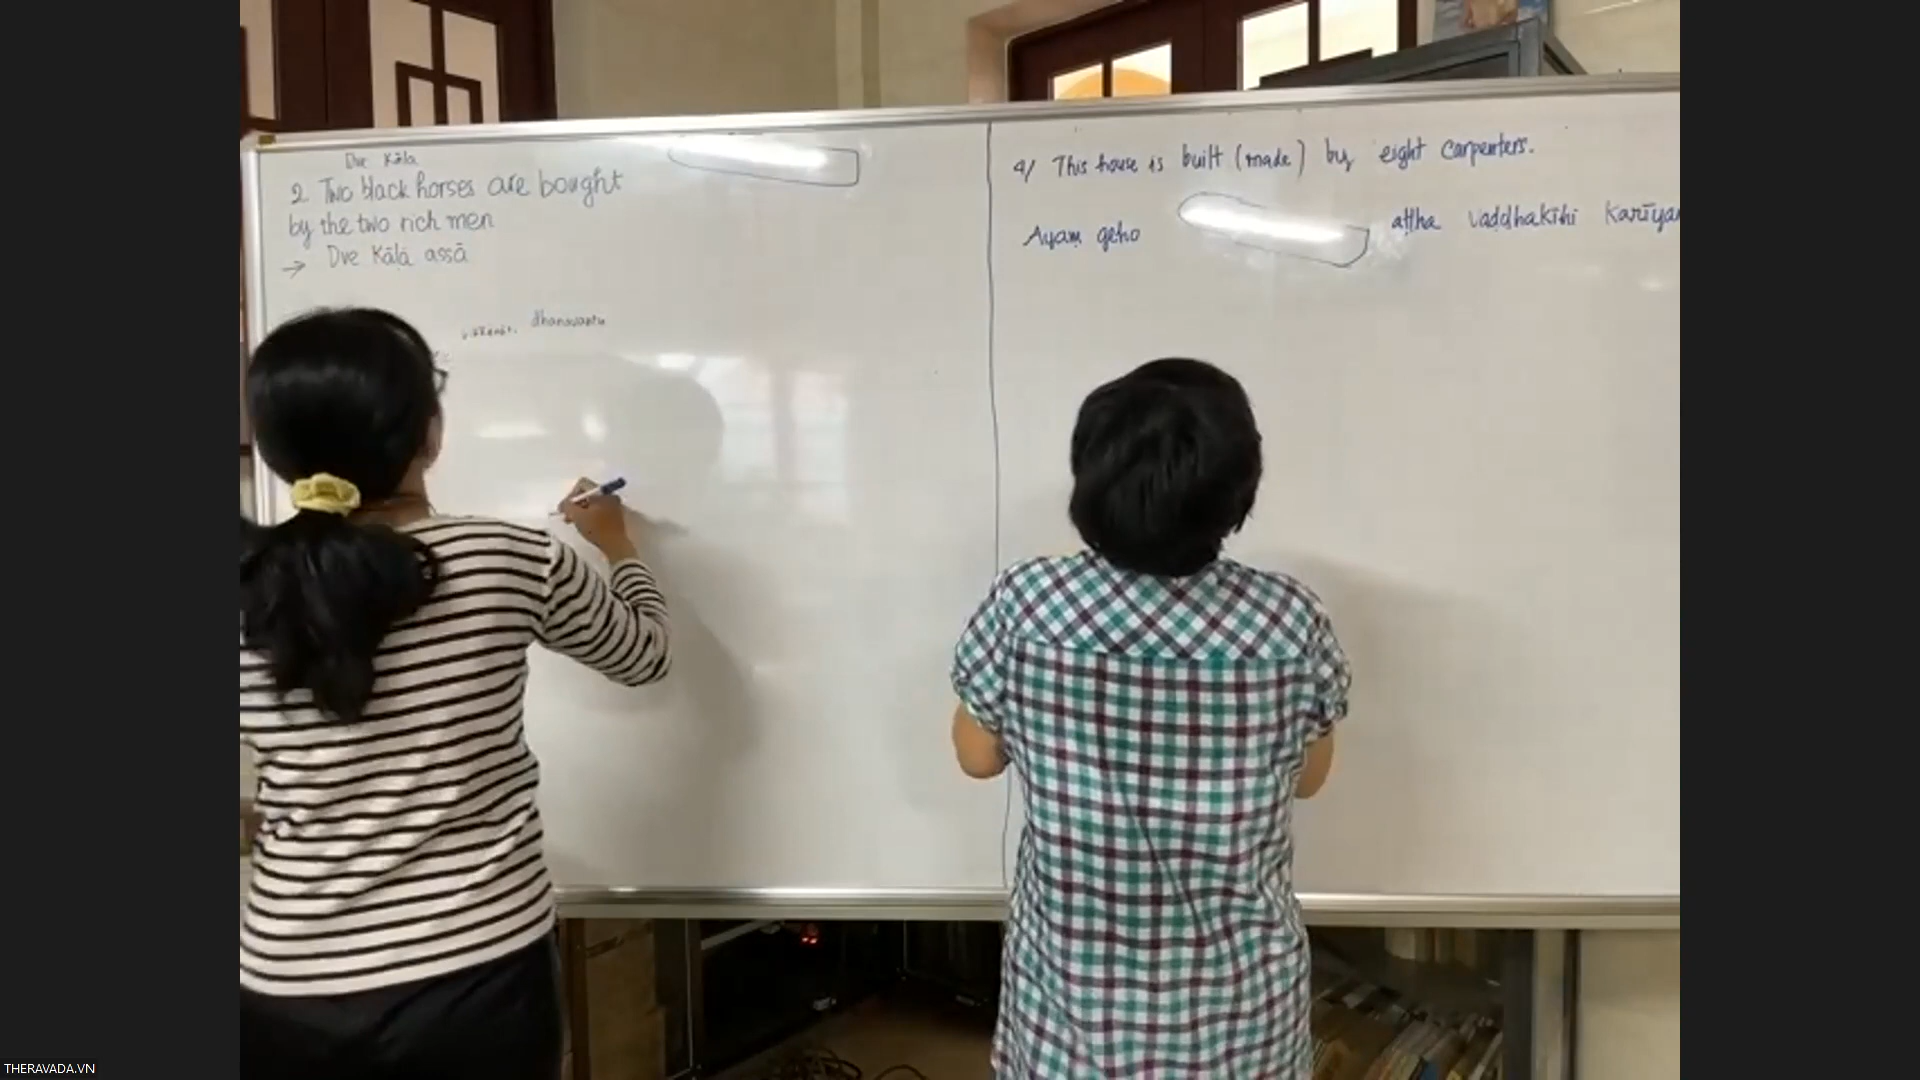 Dve Kāla
2. Two black horses are bought
by the two rich men
→ Dve Kāḷā assā
dhanavantu
4/ This house is built (made) by eight carpenters.
Ayaṃ geho aṭṭha vaḍḍhakīhi
THERAVADA.VN